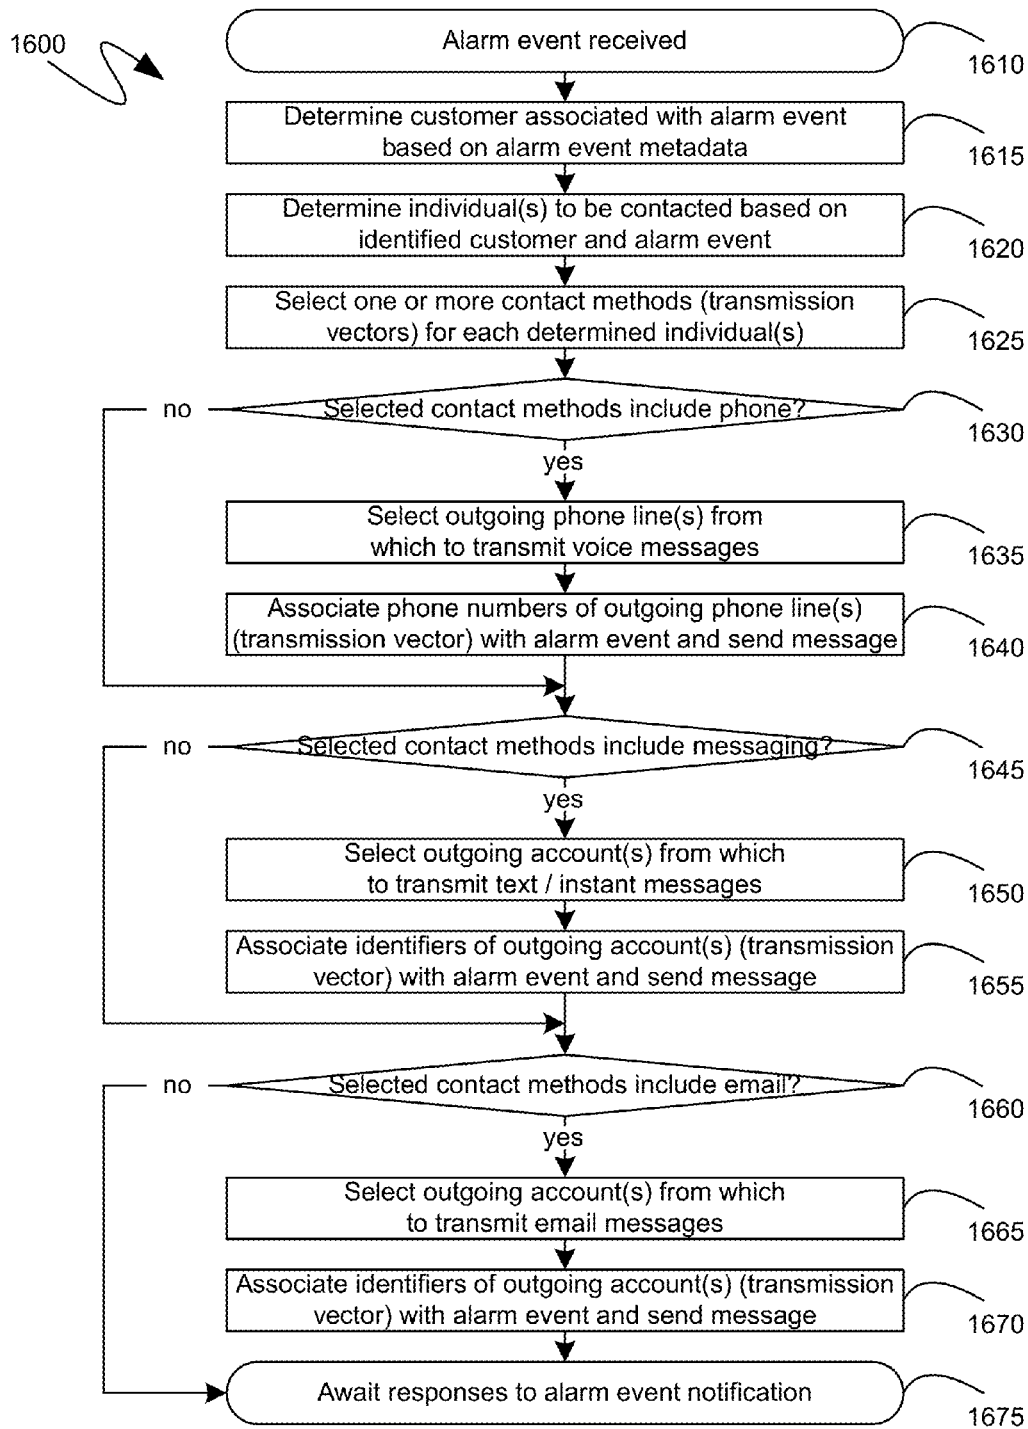 1600
Alarm event received
1610
Determine customer associated with alarm event
based on alarm event metadata
1615
Determine individual(s) to be contacted based on
identified customer and alarm event
1620
Select one or more contact methods (transmission
vectors) for each determined individual(s)
1625
no
Selected contact methods include phone?
1630
yes
Select outgoing phone line(s) from
which to transmit voice messages
1635
Associate phone numbers of outgoing phone line(s)
(transmission vector) with alarm event and send message
1640
no
Selected contact methods include messaging?
1645
yes
Select outgoing account(s) from which
to transmit text / instant messages
1650
Associate identifiers of outgoing account(s) (transmission
vector) with alarm event and send message
1655
no
Selected contact methods include email?
1660
yes
Select outgoing account(s) from which
to transmit email messages
1665
Associate identifiers of outgoing account(s) (transmission
vector) with alarm event and send message
1670
Await responses to alarm event notification
1675